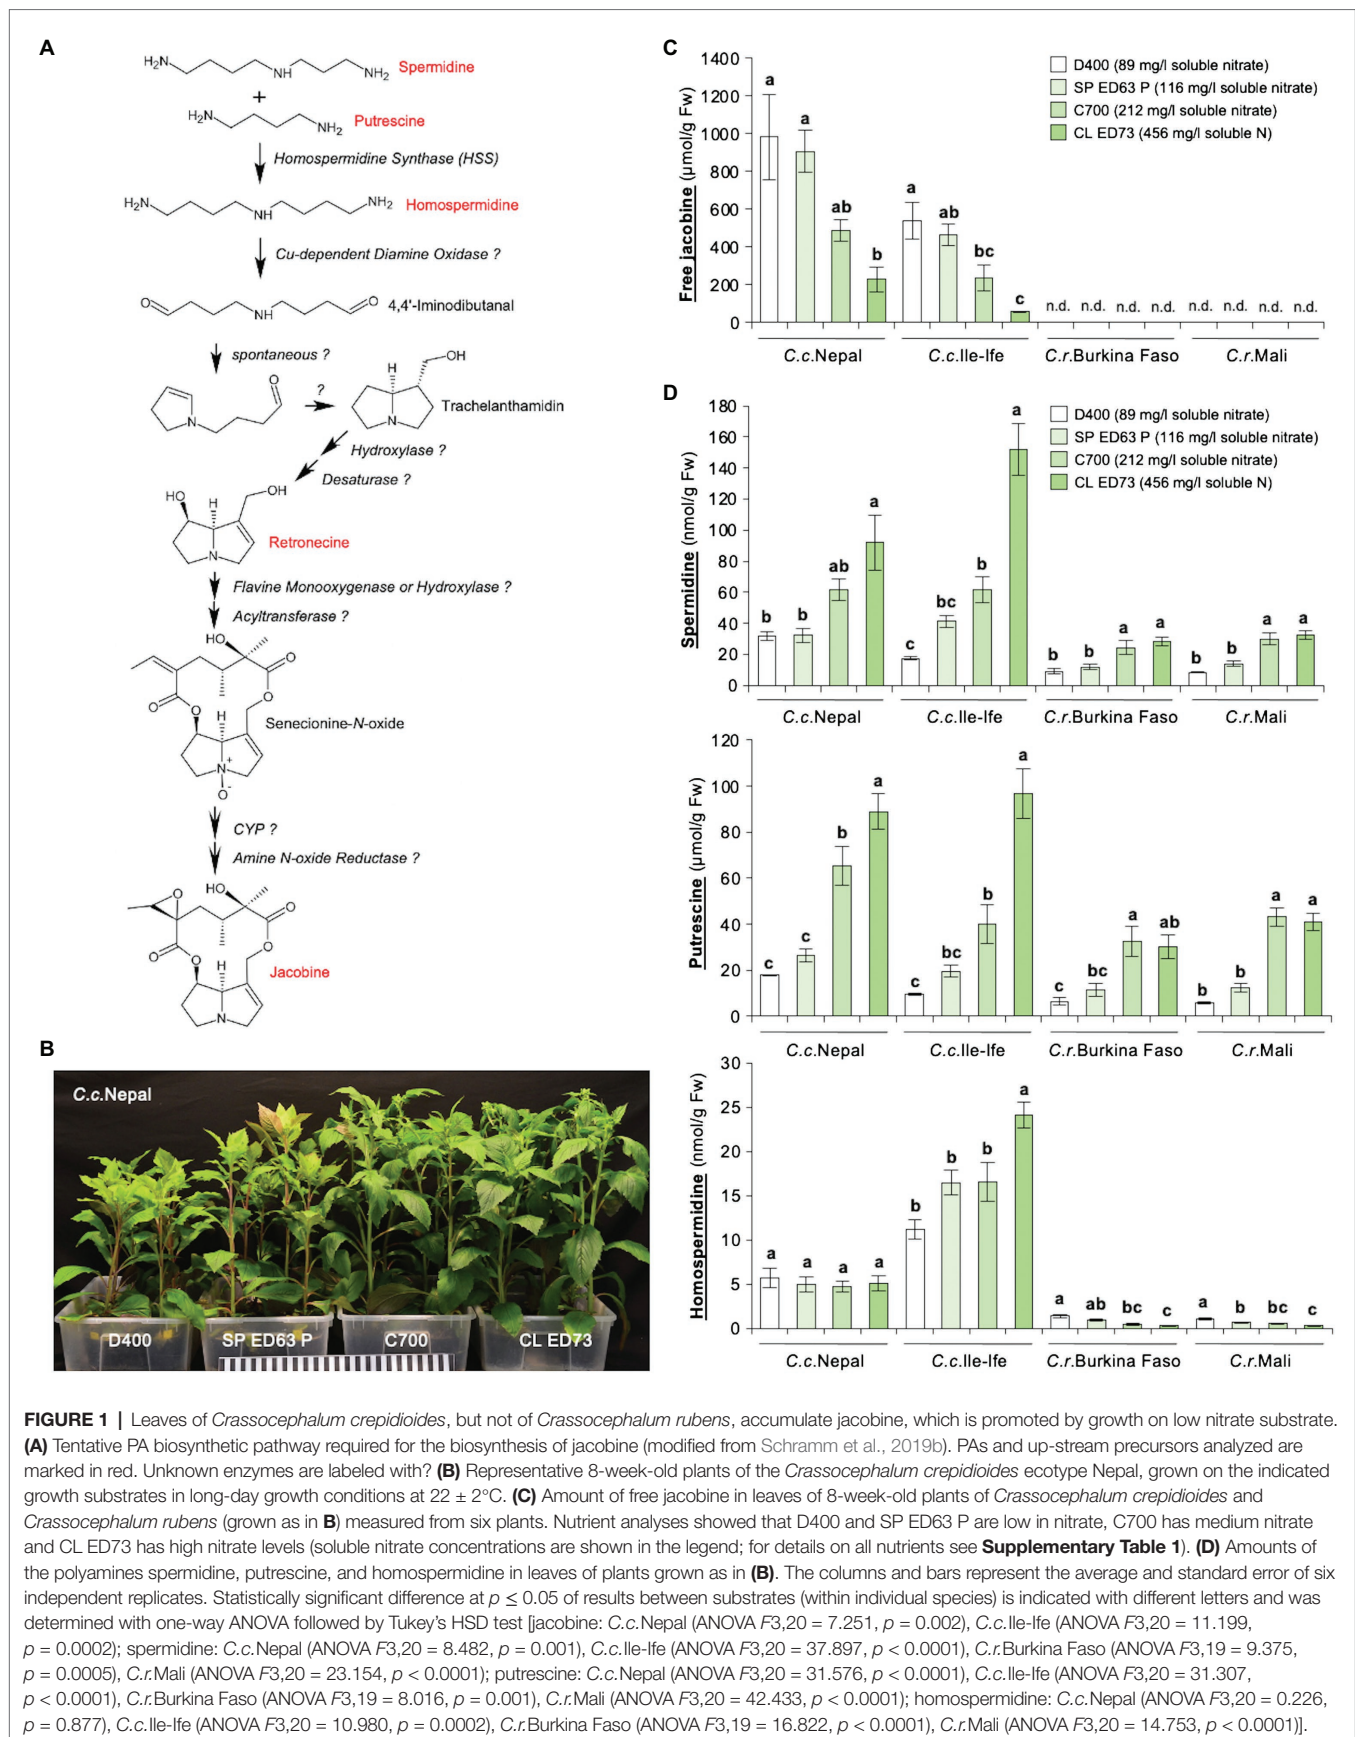 A
H₂N
NH
NH₂
Spermidine
+
H₂N
NH₂
Putrescine
Homospermidine Synthase (HSS)
H₂N
NH
NH₂
Homospermidine
Cu-dependent Diamine Oxidase ?
O
NH
O
4,4'-Iminodibutanal
spontaneous ?
N
O
?
H
OH
N
Trachelanthamidin
Hydroxylase ?
Desaturase ?
HO
H
OH
N
Retronecine
Flavine Monooxygenase or Hydroxylase ?
Acyltransferase ?
HO
O
O
O
O
H
N
+
O
-
Senecionine-N-oxide
CYP ?
Amine N-oxide Reductase ?
O
HO
O
O
O
O
H
N
Jacobine
B
C.c.Nepal
D400
SP ED63 P
C700
CL ED73
C
Free jacobine (µmol/g Fw)
1400
1200
1000
800
600
400
200
0
D400 (89 mg/l soluble nitrate)
SP ED63 P (116 mg/l soluble nitrate)
C700 (212 mg/l soluble nitrate)
CL ED73 (456 mg/l soluble N)
a a ab b
a ab bc c
n.d. n.d. n.d. n.d. n.d. n.d. n.d. n.d.
C.c.Nepal C.c.Ile-Ife C.r.Burkina Faso C.r.Mali
D
Spermidine (nmol/g Fw)
180
160
140
120
100
80
60
40
20
0
D400 (89 mg/l soluble nitrate)
SP ED63 P (116 mg/l soluble nitrate)
C700 (212 mg/l soluble nitrate)
CL ED73 (456 mg/l soluble N)
b b ab a
c bc b a
b b a a
b b a a
C.c.Nepal C.c.Ile-Ife C.r.Burkina Faso C.r.Mali
Putrescine (µmol/g Fw)
120
100
80
60
40
20
0
c c b a
c bc b a
c bc a ab
b b a a
C.c.Nepal C.c.Ile-Ife C.r.Burkina Faso C.r.Mali
Homospermidine (nmol/g Fw)
30
25
20
15
10
5
0
a a a a
b b b a
a ab bc c
a b bc c
C.c.Nepal C.c.Ile-Ife C.r.Burkina Faso C.r.Mali
FIGURE 1 | Leaves of Crassocephalum crepidioides, but not of Crassocephalum rubens, accumulate jacobine, which is promoted by growth on low nitrate substrate.
(A) Tentative PA biosynthetic pathway required for the biosynthesis of jacobine (modified from Schramm et al., 2019b). PAs and up-stream precursors analyzed are
marked in red. Unknown enzymes are labeled with? (B) Representative 8-week-old plants of the Crassocephalum crepidioides ecotype Nepal, grown on the indicated
growth substrates in long-day growth conditions at 22 ± 2°C. (C) Amount of free jacobine in leaves of 8-week-old plants of Crassocephalum crepidioides and
Crassocephalum rubens (grown as in B) measured from six plants. Nutrient analyses showed that D400 and SP ED63 P are low in nitrate, C700 has medium nitrate
and CL ED73 has high nitrate levels (soluble nitrate concentrations are shown in the legend; for details on all nutrients see Supplementary Table 1). (D) Amounts of
the polyamines spermidine, putrescine, and homospermidine in leaves of plants grown as in (B). The columns and bars represent the average and standard error of six
independent replicates. Statistically significant difference at p ≤ 0.05 of results between substrates (within individual species) is indicated with different letters and was
determined with one-way ANOVA followed by Tukey's HSD test [jacobine: C.c.Nepal (ANOVA F3,20 = 7.251, p = 0.002), C.c.Ile-Ife (ANOVA F3,20 = 11.199,
p = 0.0002); spermidine: C.c.Nepal (ANOVA F3,20 = 8.482, p = 0.001), C.c.Ile-Ife (ANOVA F3,20 = 37.897, p < 0.0001), C.r.Burkina Faso (ANOVA F3,19 = 9.375,
p = 0.0005), C.r.Mali (ANOVA F3,20 = 23.154, p < 0.0001); putrescine: C.c.Nepal (ANOVA F3,20 = 31.576, p < 0.0001), C.c.Ile-Ife (ANOVA F3,20 = 31.307,
p < 0.0001), C.r.Burkina Faso (ANOVA F3,19 = 8.016, p = 0.001), C.r.Mali (ANOVA F3,20 = 42.433, p < 0.0001); homospermidine: C.c.Nepal (ANOVA F3,20 = 0.226,
p = 0.877), C.c.Ile-Ife (ANOVA F3,20 = 10.980, p = 0.0002), C.r.Burkina Faso (ANOVA F3,19 = 16.822, p < 0.0001), C.r.Mali (ANOVA F3,20 = 14.753, p < 0.0001)].